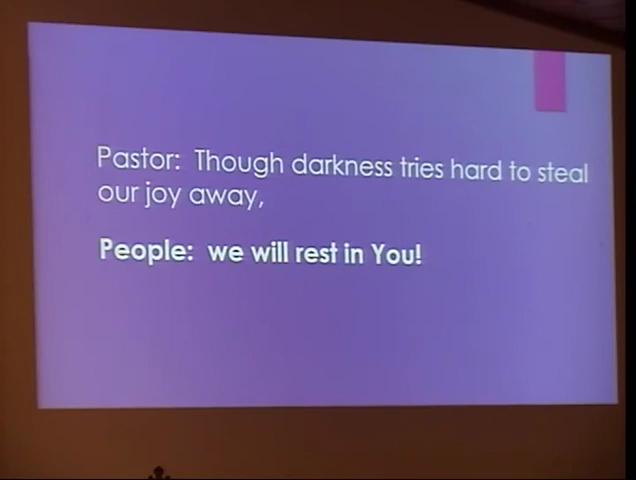 Pastor:  Though darkness tries hard to steal
our joy away,
People:  we will rest in You!